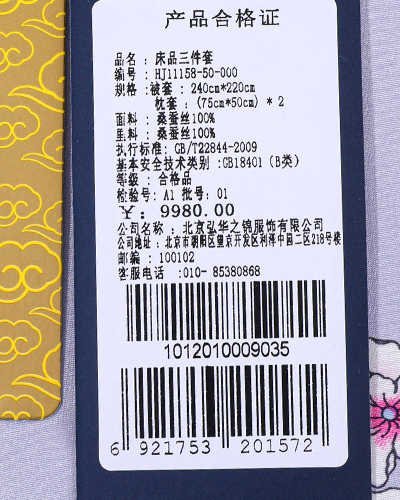 产品合格证
品名：床品三件套
编号：HJ11158-50-000
规格：被套：240cm*220cm
枕套：(75cm*50cm) * 2
面料：桑蚕丝100%
里料：桑蚕丝100%
执行标准：GB/T22844-2009
基本安全技术类别：GB18401（B类）
等级：合格品
检验号：A1 批号：01
￥：9980.00
公司名称：北京弘华之锦服饰有限公司
公司地址：北京市朝阳区望京开发区利泽中园二区218号楼
邮编：100102
客服电话：010- 85380868
1012010009035
6 921753 201572